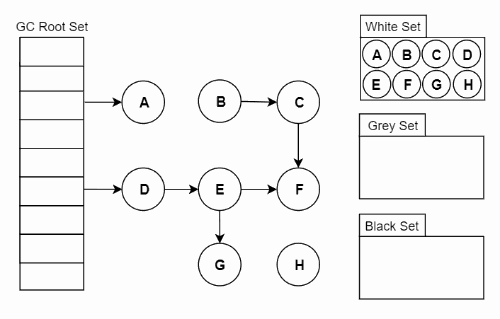 GC Root Set
White Set
A B C D
E F G H
A B C
Grey Set
D E F
G H
Black Set